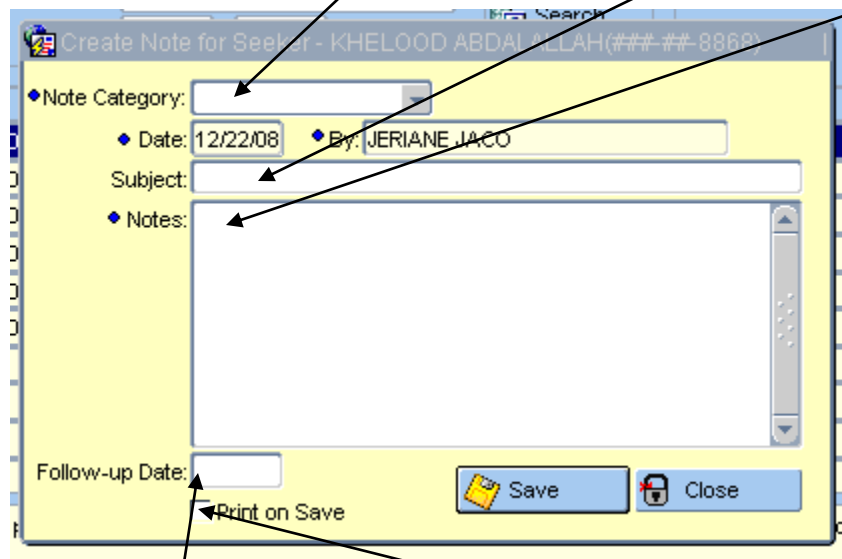 Search
Create Note for Seeker - KHELOOD ABDALALLAH(###-##-8868)
Note Category:
Date: 12/22/08 By: JERIANE JACO
Subject:
Notes:
Follow-up Date:
Save Close
Print on Save